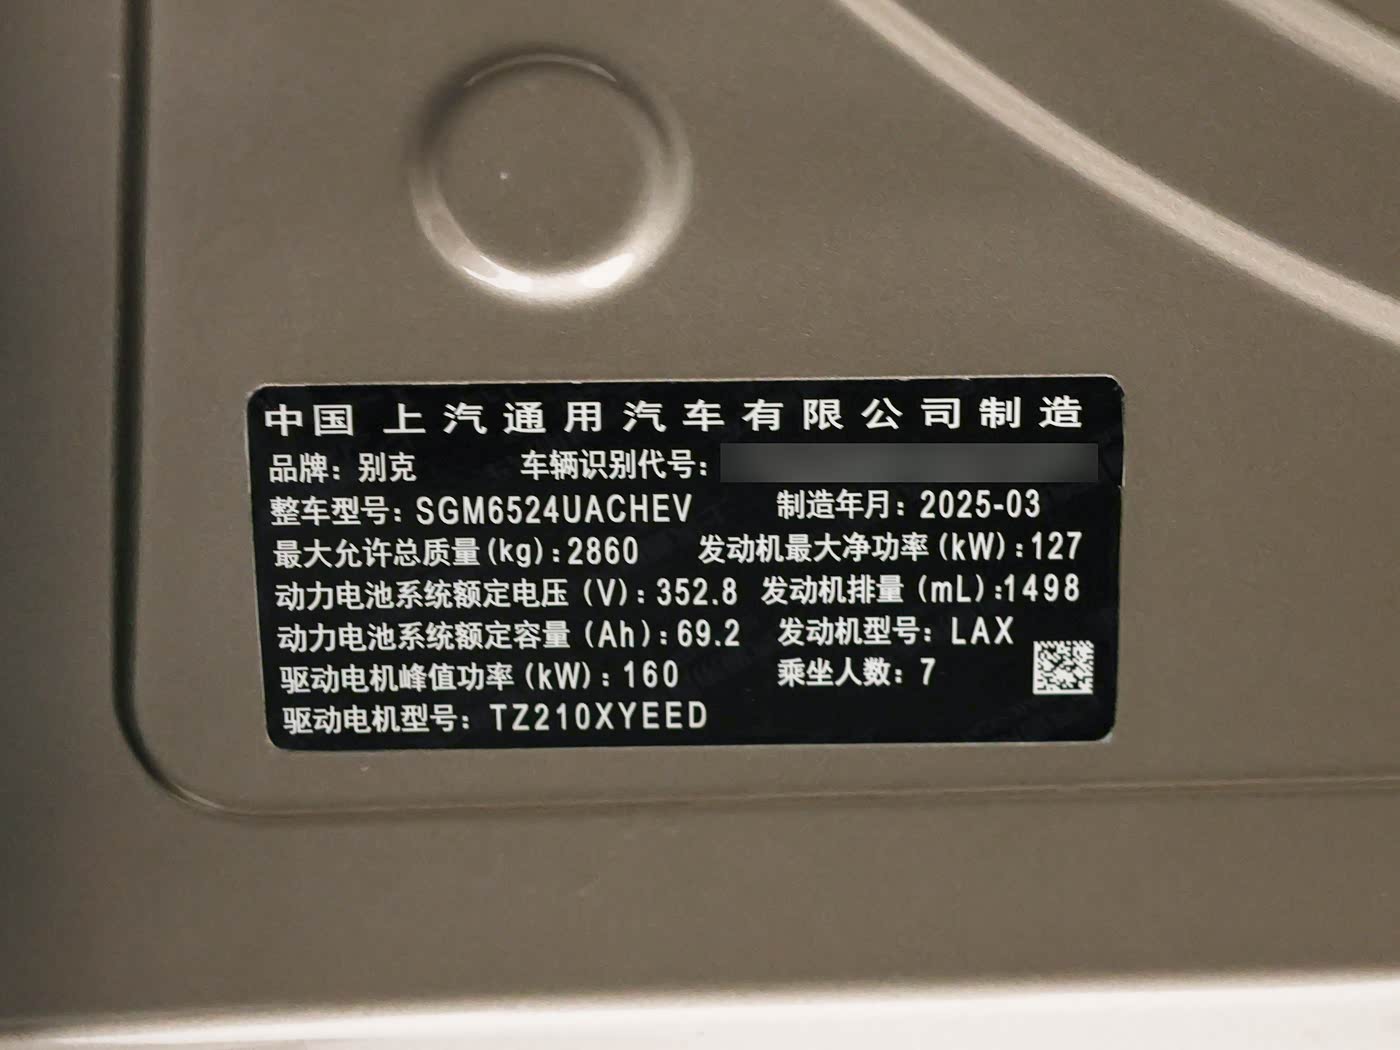 中国 上汽通用汽车有限公司制造
品牌：别克 车辆识别代号：
整车型号：SGM6524UACHEV 制造年月：2025-03
最大允许总质量(kg):2860 发动机最大净功率(kW):127
动力电池系统额定电压(V):352.8 发动机排量(mL):1498
动力电池系统额定容量(Ah):69.2 发动机型号：LAX
驱动电机峰值功率(kW):160 乘坐人数：7
驱动电机型号：TZ210XYEED